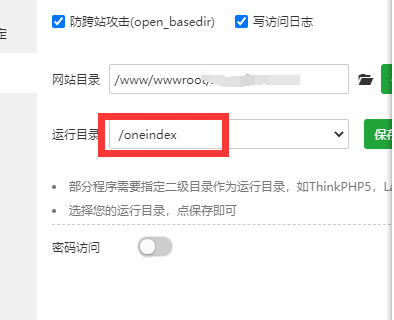 防跨站攻击(open_basedir) 写访问日志
定
网站目录 /www/wwwroot/
运行目录 /oneindex 保存
部分程序需要指定二级目录作为运行目录，如ThinkPHP5，La
选择您的运行目录，点保存即可
密码访问